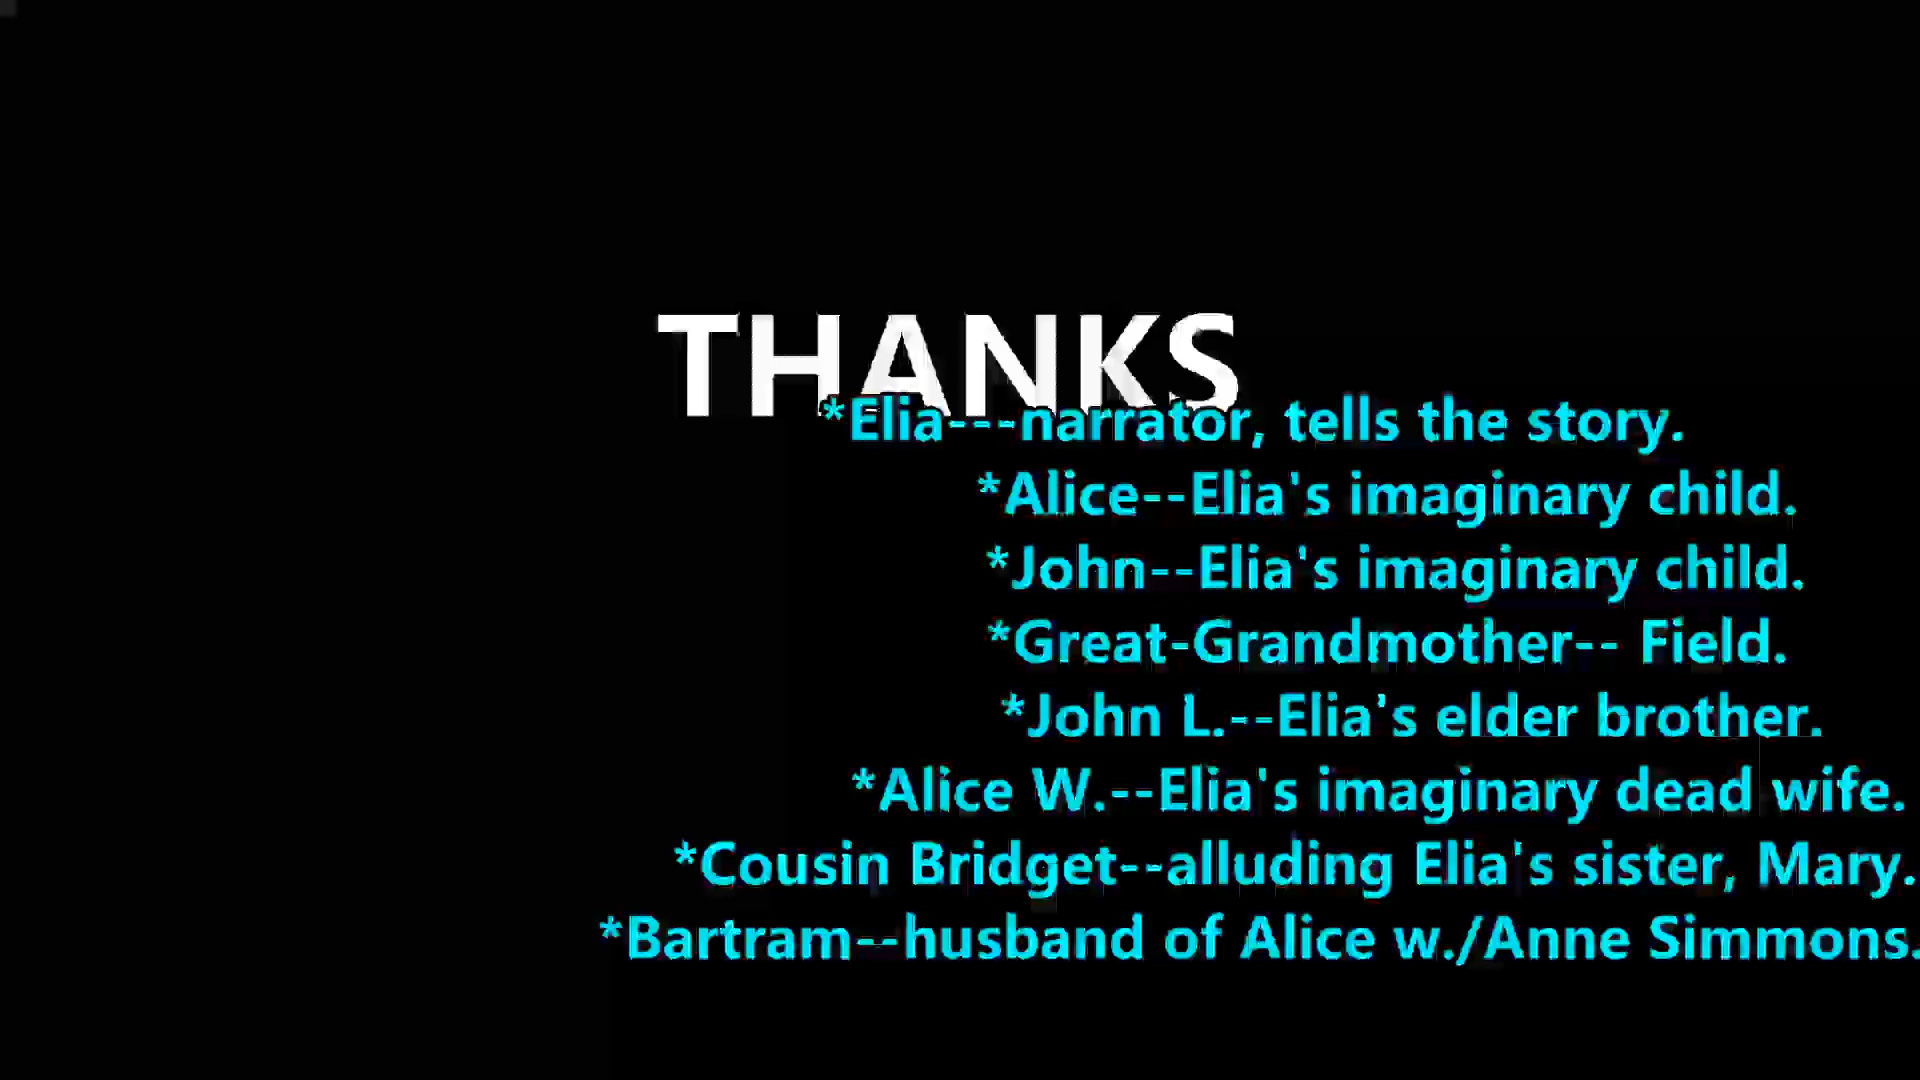 THANKS
*Elia---narrator, tells the story.
*Alice--Elia's imaginary child.
*John--Elia's imaginary child.
*Great-Grandmother-- Field.
*John L.--Elia's elder brother.
*Alice W.--Elia's imaginary dead wife.
*Cousin Bridget--alluding Elia's sister, Mary.
*Bartram--husband of Alice w./Anne Simmons.